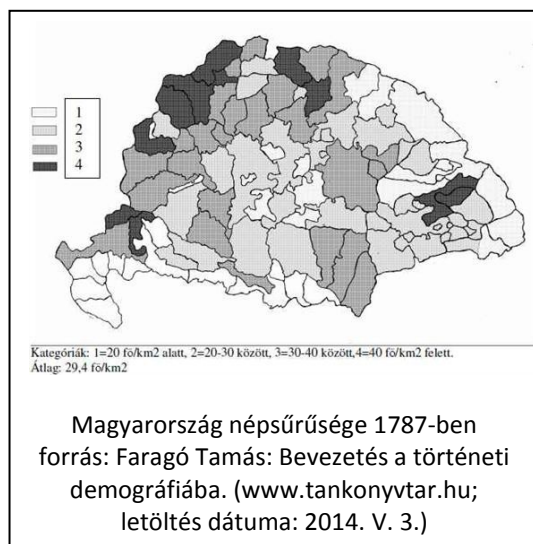 1
2
3
4
Kategóriák: 1=20 fő/km2 alatt, 2=20-30 között, 3=30-40 között,4=40 fő/km2 felett.
Átlag: 29,4 fő/km2
Magyarország népsűrűsége 1787-ben
forrás: Faragó Tamás: Bevezetés a történeti
demográfiába. (www.tankonyvtar.hu;
letöltés dátuma: 2014. V. 3.)